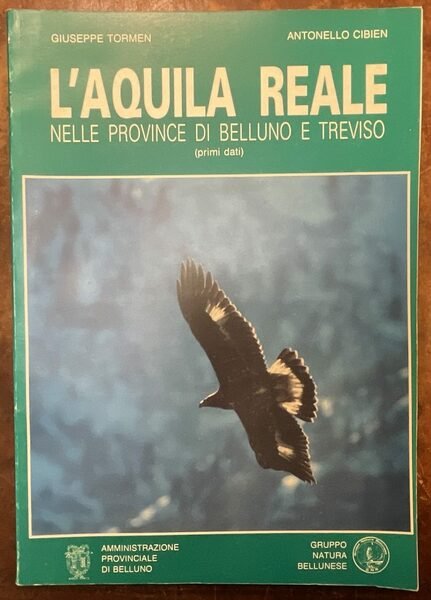 GIUSEPPE TORMEN
ANTONELLO CIBIEN
L'AQUILA REALE
NELLE PROVINCE DI BELLUNO E TREVISO
(primi dati)
AMMINISTRAZIONE
PROVINCIALE
DI BELLUNO
GRUPPO
NATURA
BELLUNESE